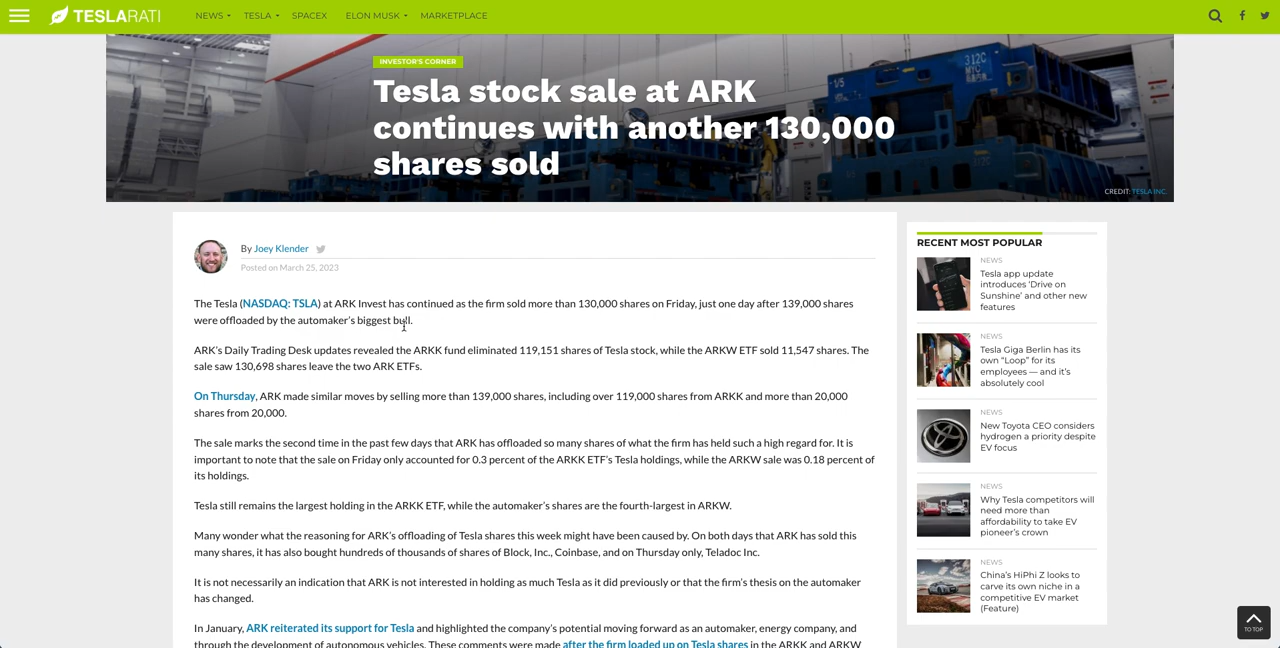 TESLARATI
NEWS
TESLA
SPACEX
ELON MUSK
MARKETPLACE
INVESTOR'S CORNER
Tesla stock sale at ARK
continues with another 130,000
shares sold
CREDIT: TESLA INC.
By Joey Klender
Posted on March 25, 2023
The Tesla (NASDAQ: TSLA) at ARK Invest has continued as the firm sold more than 130,000 shares on Friday, just one day after 139,000 shares
were offloaded by the automaker's biggest bull.
ARK's Daily Trading Desk updates revealed the ARKK fund eliminated 119,151 shares of Tesla stock, while the ARKW ETF sold 11,547 shares. The
sale saw 130,698 shares leave the two ARK ETFs.
On Thursday, ARK made similar moves by selling more than 139,000 shares, including over 119,000 shares from ARKK and more than 20,000
shares from 20,000.
The sale marks the second time in the past few days that ARK has offloaded so many shares of what the firm has held such a high regard for. It is
important to note that the sale on Friday only accounted for 0.3 percent of the ARKK ETF's Tesla holdings, while the ARKW sale was 0.18 percent of
its holdings.
Tesla still remains the largest holding in the ARKK ETF, while the automaker's shares are the fourth-largest in ARKW.
Many wonder what the reasoning for ARK's offloading of Tesla shares this week might have been caused by. On both days that ARK has sold this
many shares, it has also bought hundreds of thousands of shares of Block, Inc., Coinbase, and on Thursday only, Teladoc Inc.
It is not necessarily an indication that ARK is not interested in holding as much Tesla as it did previously or that the firm's thesis on the automaker
has changed.
In January, ARK reiterated its support for Tesla and highlighted the company's potential moving forward as an automaker, energy company, and
through the development of autonomous vehicles. These comments were made after the firm loaded up on Tesla shares in the ARKK and ARKW
RECENT MOST POPULAR
NEWS
Tesla app update
introduces 'Drive on
Sunshine' and other new
features
NEWS
Tesla Giga Berlin has its
own “Loop” for its
employees — and it's
absolutely cool
NEWS
New Toyota CEO considers
hydrogen a priority despite
EV focus
NEWS
Why Tesla competitors will
need more than
affordability to take EV
pioneer's crown
NEWS
China's HiPhi Z looks to
carve its own niche in a
competitive EV market
(Feature)
TO TOP
312C